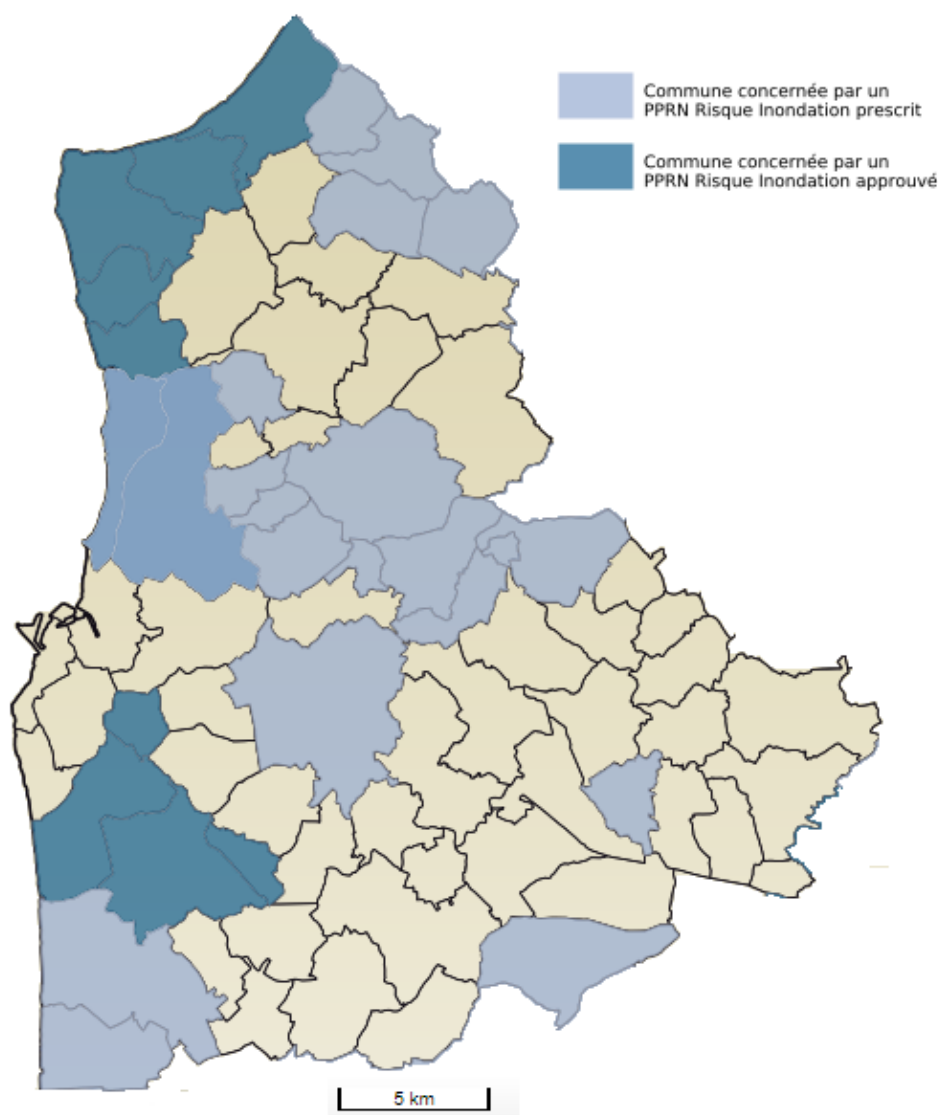 Commune concernée par un
PPRN Risque Inondation prescrit
Commune concernée par un
PPRN Risque Inondation approuvé
5 km